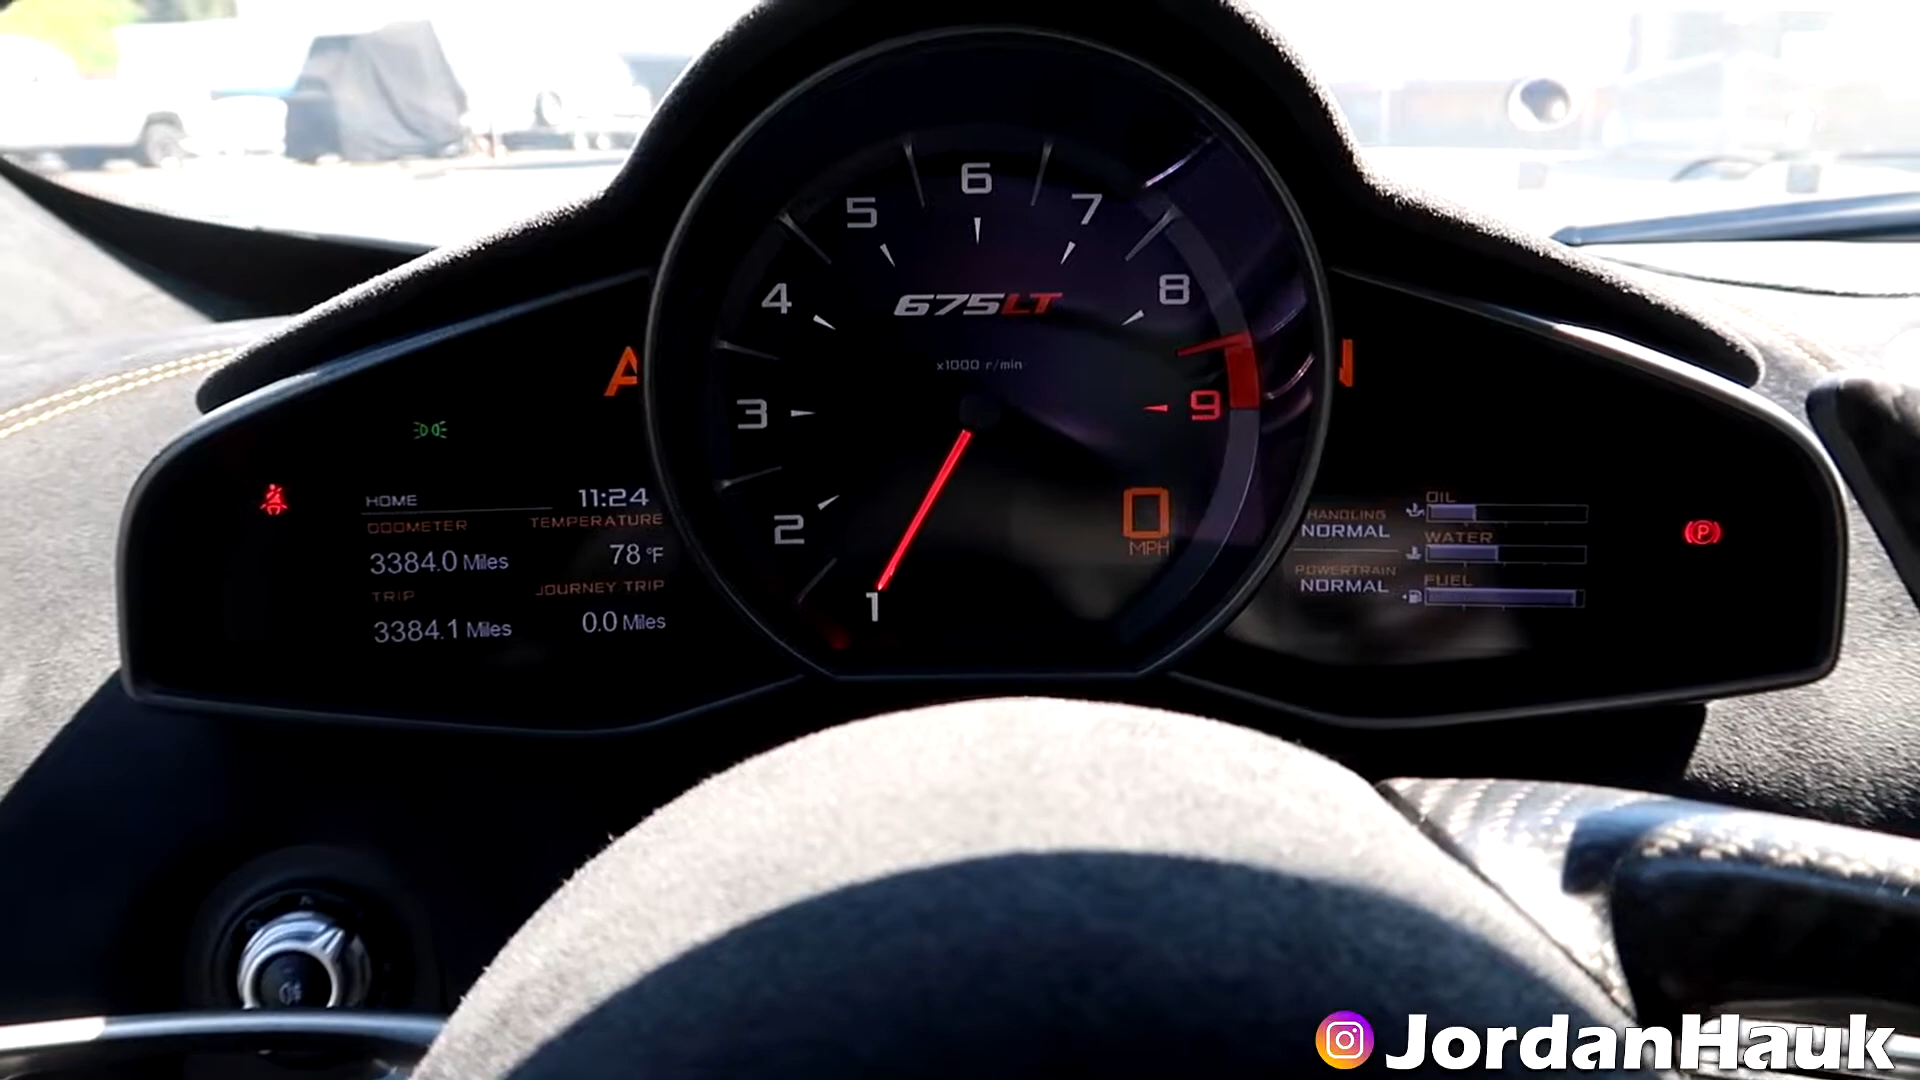 5
6
7
4
8
675LT
x1000 r/min
A
3
9
HOME 11:24
ODOMETER TEMPERATURE
3384.0 Miles 78 °F
TRIP JOURNEY TRIP
3384.1 Miles 0.0 Miles
2
1
0
MPH
HANDLING
NORMAL
POWERTRAIN
NORMAL
OIL
WATER
FUEL
P
JordanHauk